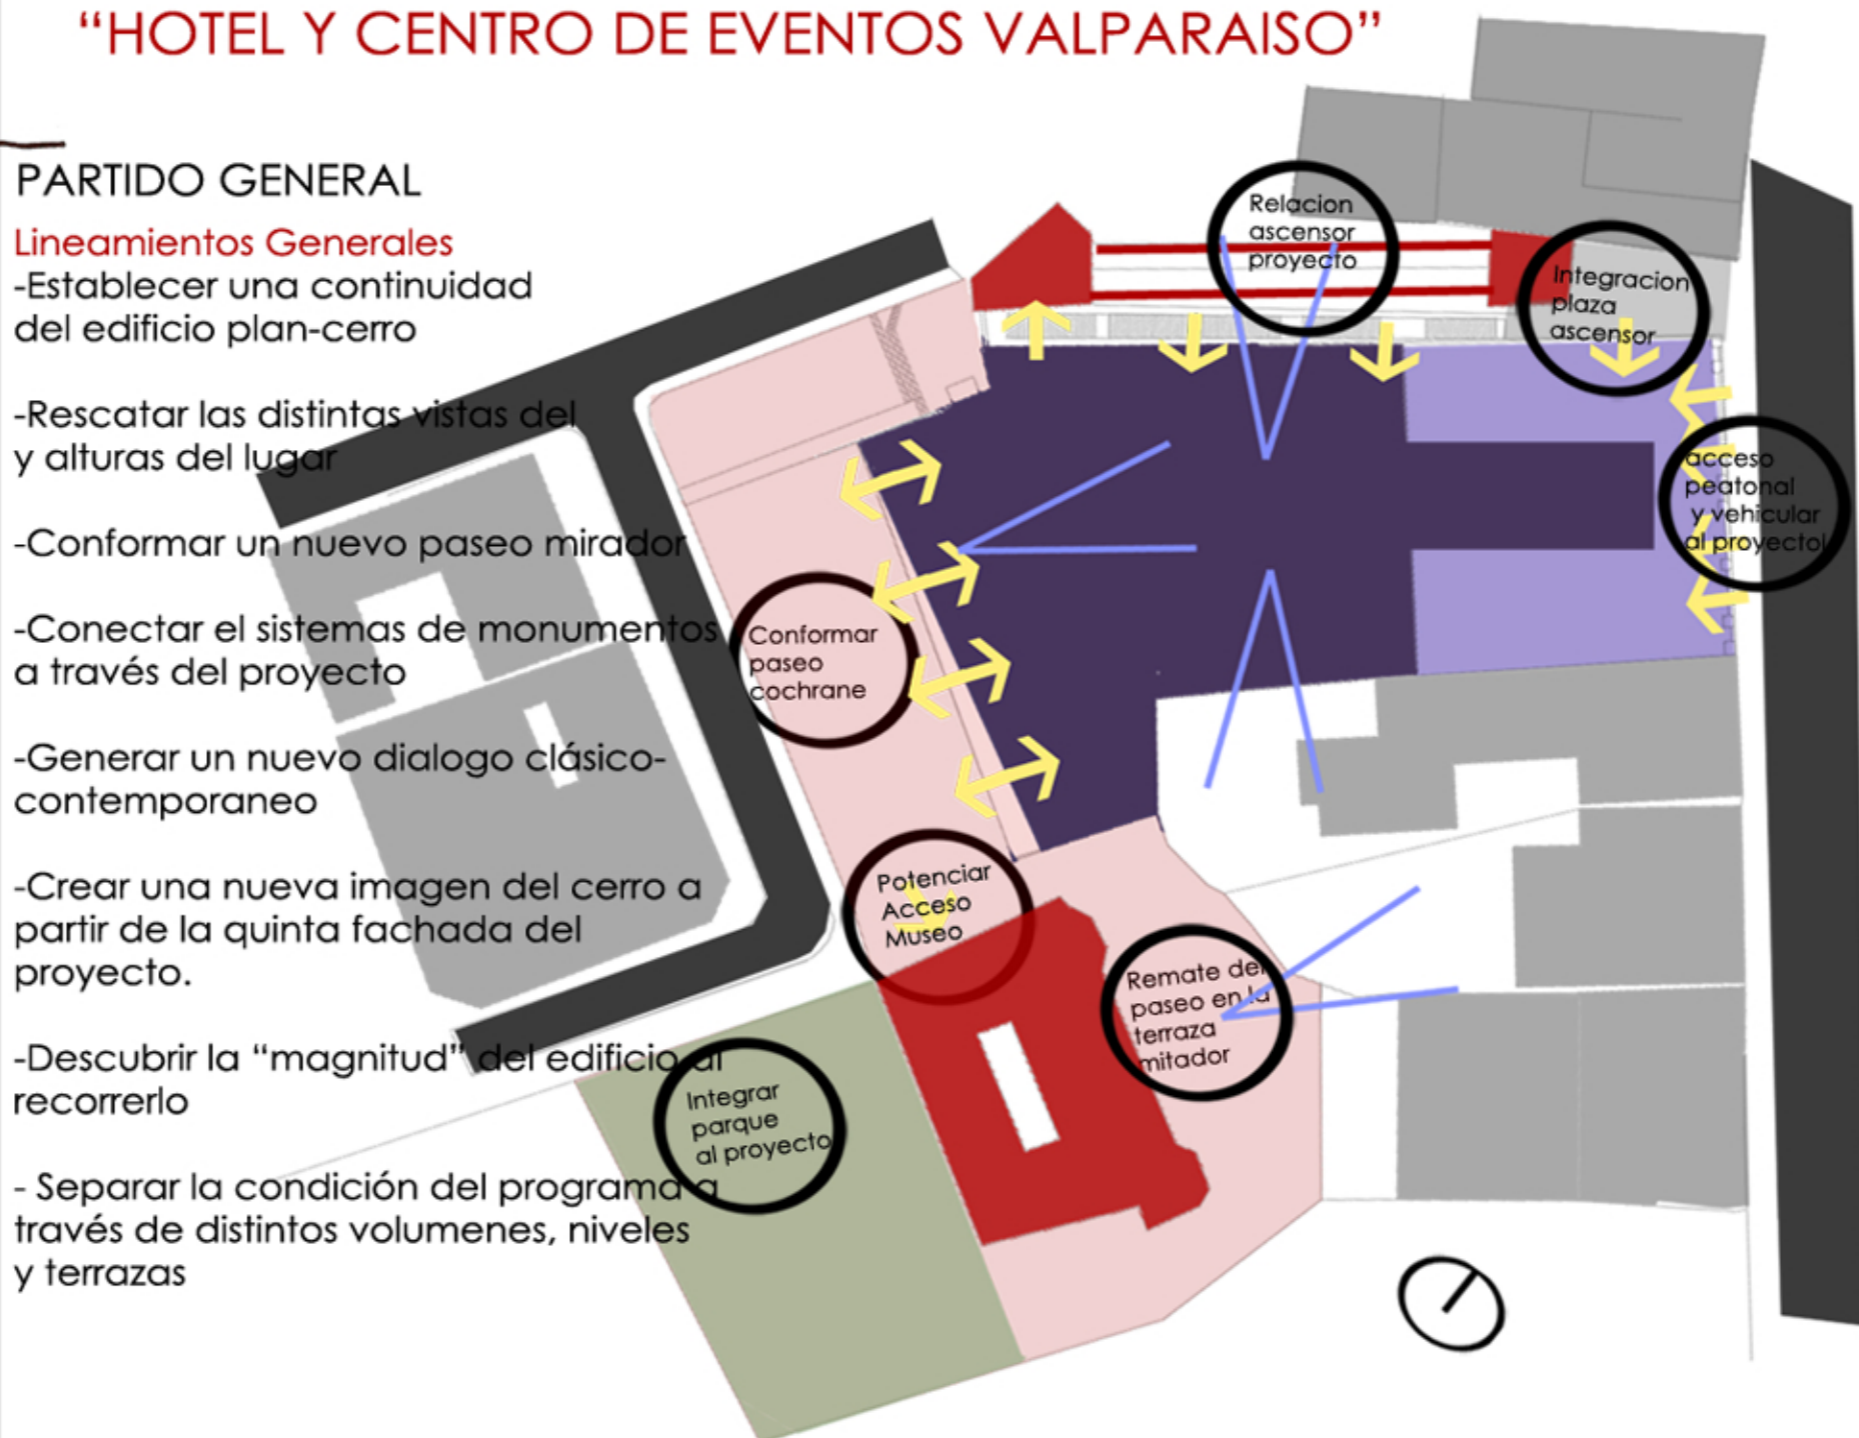 “HOTEL Y CENTRO DE EVENTOS VALPARAISO”
PARTIDO GENERAL
Lineamientos Generales
-Establecer una continuidad
del edificio plan-cerro
-Rescatar las distintas vistas del
y alturas del lugar
-Conformar un nuevo paseo mirador
-Conectar el sistemas de monumentos
a través del proyecto
-Generar un nuevo dialogo clásico-
contemporaneo
-Crear una nueva imagen del cerro a
partir de la quinta fachada del
proyecto.
-Descubrir la “magnitud” del edificio al
recorrerlo
- Separar la condición del programa a
través de distintos volumenes, niveles
y terrazas
Relacion
ascensor
proyecto
Integracion
plaza
ascensor
acceso
peatonal
y vehicular
al proyectol
Conformar
paseo
cochrane
Potenciar
Acceso
Museo
Remate del
paseo en la
terraza
mitador
Integrar
parque
al proyecto